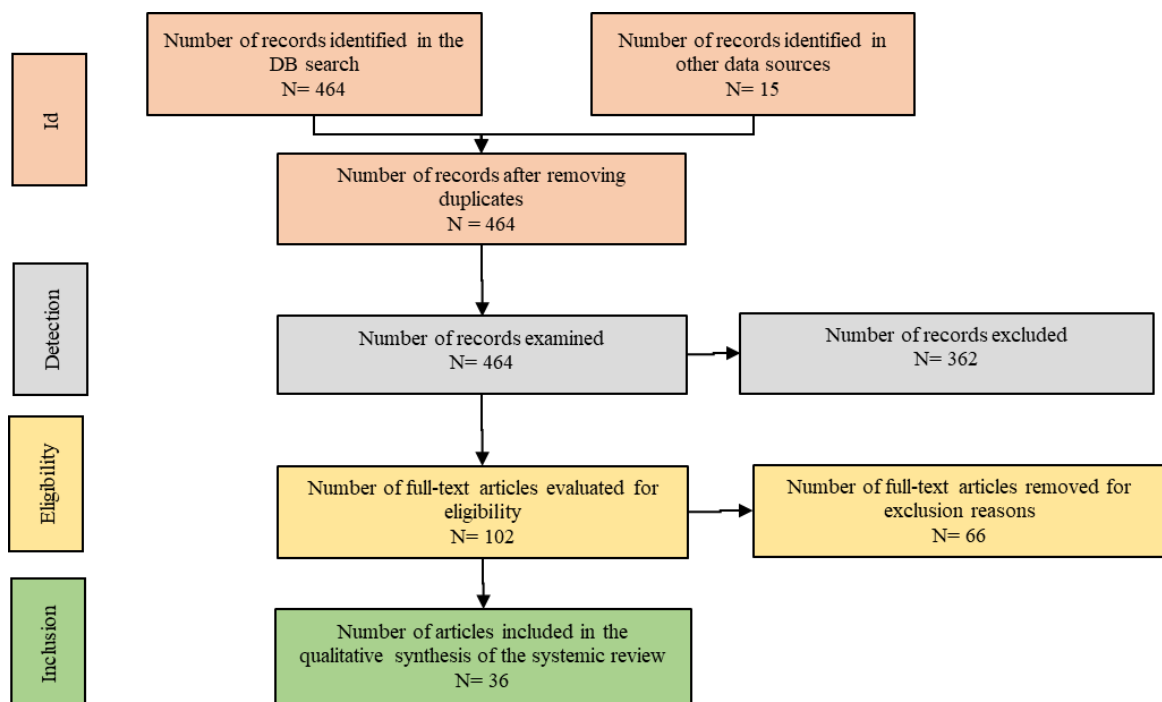 Id
Number of records identified in the
DB search
N= 464
Number of records identified in
other data sources
N= 15
Number of records after removing
duplicates
N = 464
Detection
Number of records examined
N= 464
Number of records excluded
N= 362
Eligibility
Number of full-text articles evaluated for
eligibility
N= 102
Number of full-text articles removed for
exclusion reasons
N= 66
Inclusion
Number of articles included in the
qualitative synthesis of the systemic review
N= 36